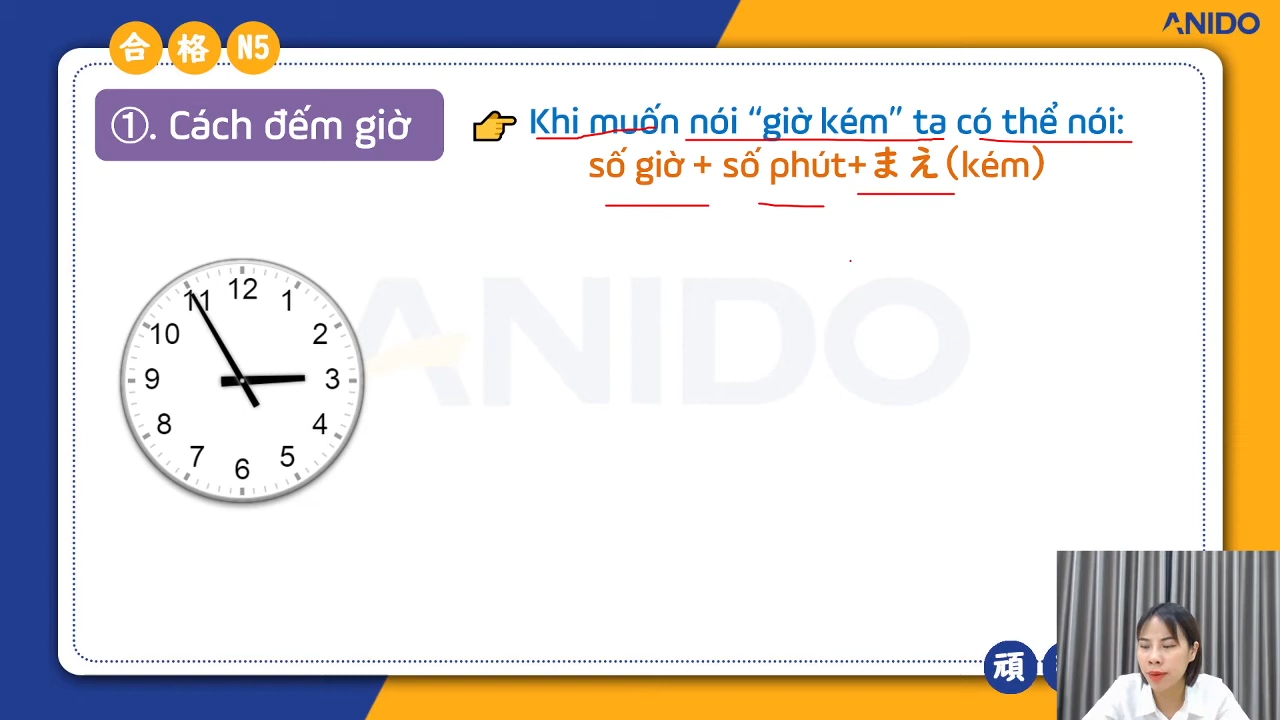 合格 N5
ANIDO
①. Cách đếm giờ
Khi muốn nói “giờ kém” ta có thể nói:
số giờ + số phút+まえ(kém)
ANIDO
12
11
1
10
2
9
3
8
4
7
5
6
頑